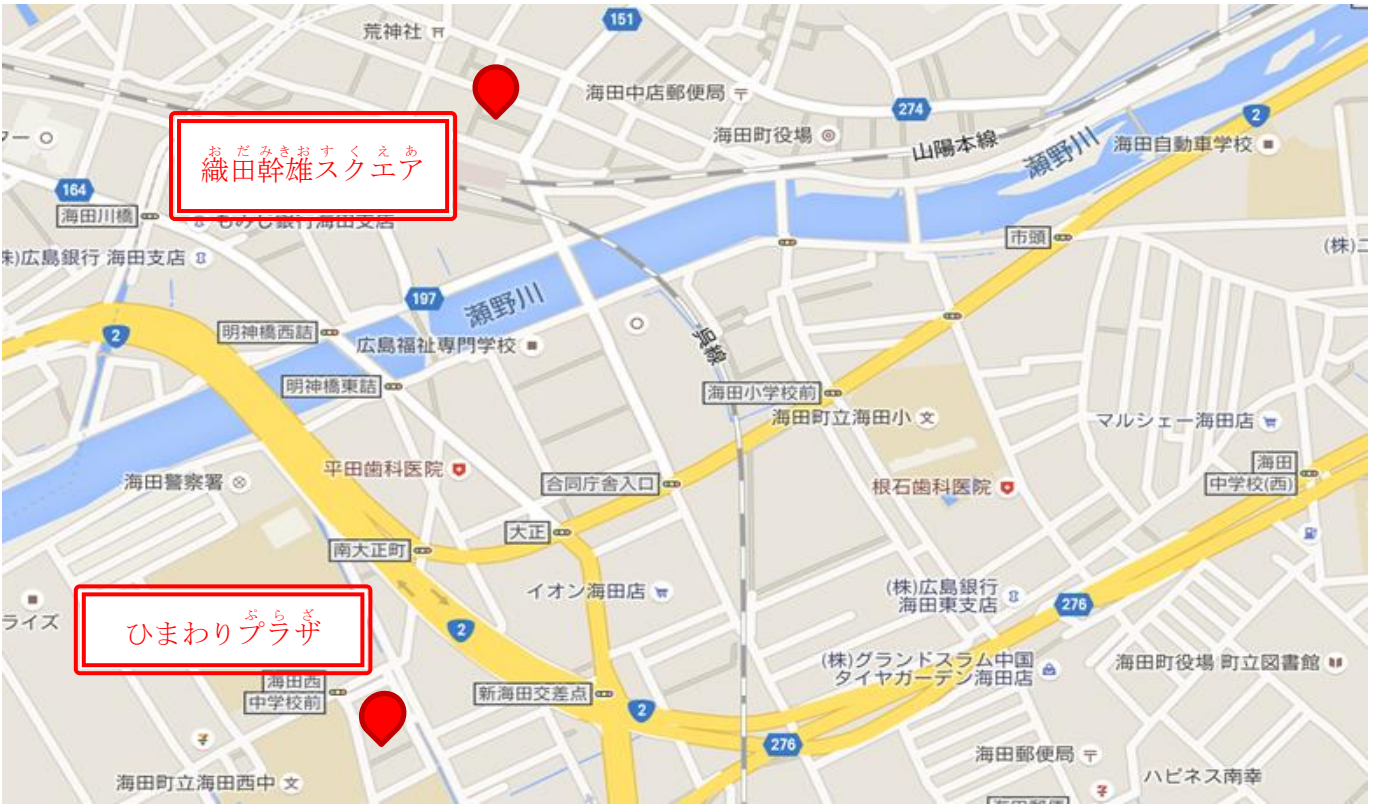 151
荒神社
海田中店郵便局
274
2
ター
おだみきおすくえあ
織田幹雄スクエア
海田町役場
山陽本線
瀬野川
海田自動車学校
164
海田川橋
もみじ銀行海田支店
市頭
株)広島銀行 海田支店
197
瀬野川
2
明神橋西詰
広島福祉専門学校
呉線
明神橋東詰
海田小学校前
海田町立海田小
マルシェー海田店
平田歯科医院
海田警察署
合同庁舎入口
根石歯科医院
海田
中学校(西)
大正
南大正町
イオン海田店
(株)広島銀行
海田東支店
276
ライズ
ぷらざ
ひまわりプラザ
2
(株)グランドスラム中国
タイヤガーデン海田店
海田町役場 町立図書館
海田西
中学校前
新海田交差点
2
276
海田郵便局
海田町立海田西中
ハピネス南幸